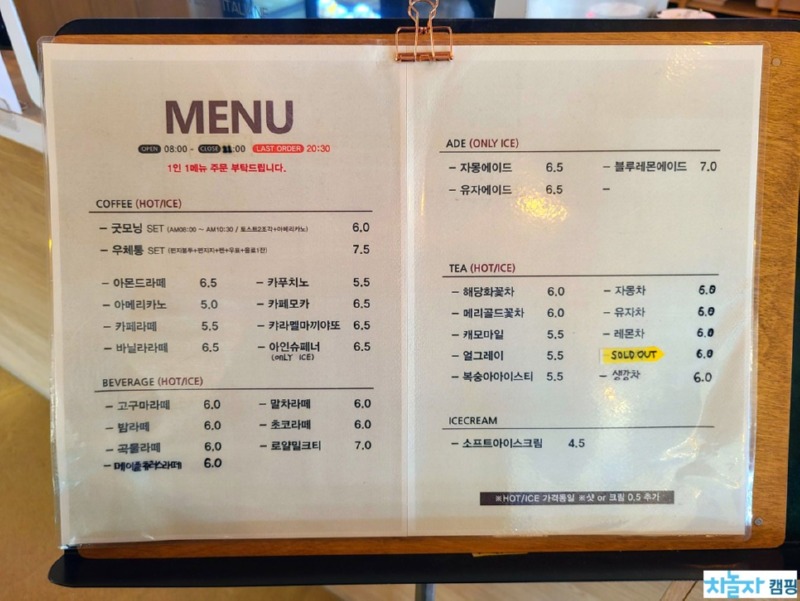 MENU
OPEN 08:00 - CLOSE 21:00 LAST ORDER 20:30
1인 1메뉴 주문 부탁드립니다.
COFFEE (HOT/ICE)
- 굿모닝 SET (AM08:00 ~ AM10:30 / 토스트2조각+아메리카노) 6.0
- 우체통 SET (편지봉투+편지지+펜+우표+음료1잔) 7.5
- 아몬드라떼 6.5 - 카푸치노 5.5
- 아메리카노 5.0 - 카페모카 6.5
- 카페라떼 5.5 - 캬라멜마끼야또 6.5
- 바닐라라떼 6.5 - 아인슈페너 6.5
(ONLY ICE)
BEVERAGE (HOT/ICE)
- 고구마라떼 6.0 - 말차라떼 6.0
- 밤라떼 6.0 - 초코라떼 6.0
- 곡물라떼 6.0 - 로얄밀크티 7.0
- 6.0
ADE (ONLY ICE)
- 자몽에이드 6.5 - 블루레몬에이드 7.0
- 유자에이드 6.5 -
TEA (HOT/ICE)
- 해당화꽃차 6.0 - 자몽차 6.0
- 메리골드꽃차 6.0 - 유자차 6.0
- 캐모마일 5.5 - 레몬차 6.0
- 얼그레이 5.5 - SOLD OUT 6.0
- 복숭아아이스티 5.5 - 생강차 6.0
ICECREAM
- 소프트아이스크림 4.5
※HOT/ICE 가격동일 ※샷 or 크림 0.5 추가
차놀자 캠핑